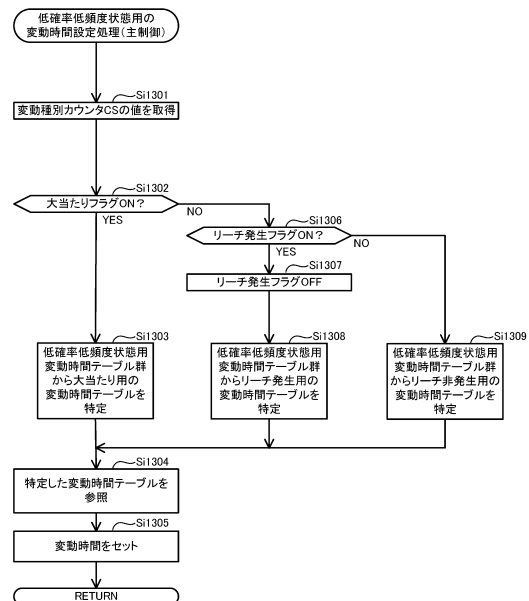 低確率低頻度状態用の
変動時間設定処理(主制御)
Si1301
変動種別カウンタCSの値を取得
Si1302
大当たりフラグON?
YES
NO
Si1306
リーチ発生フラグON?
YES
NO
Si1307
リーチ発生フラグOFF
Si1303
低確率低頻度状態用
変動時間テーブル群
から大当たり用の
変動時間テーブルを
特定
Si1308
低確率低頻度状態用
変動時間テーブル群
からリーチ発生用の
変動時間テーブルを
特定
Si1309
低確率低頻度状態用
変動時間テーブル群
からリーチ非発生用の
変動時間テーブルを
特定
Si1304
特定した変動時間テーブルを
参照
Si1305
変動時間をセット
RETURN